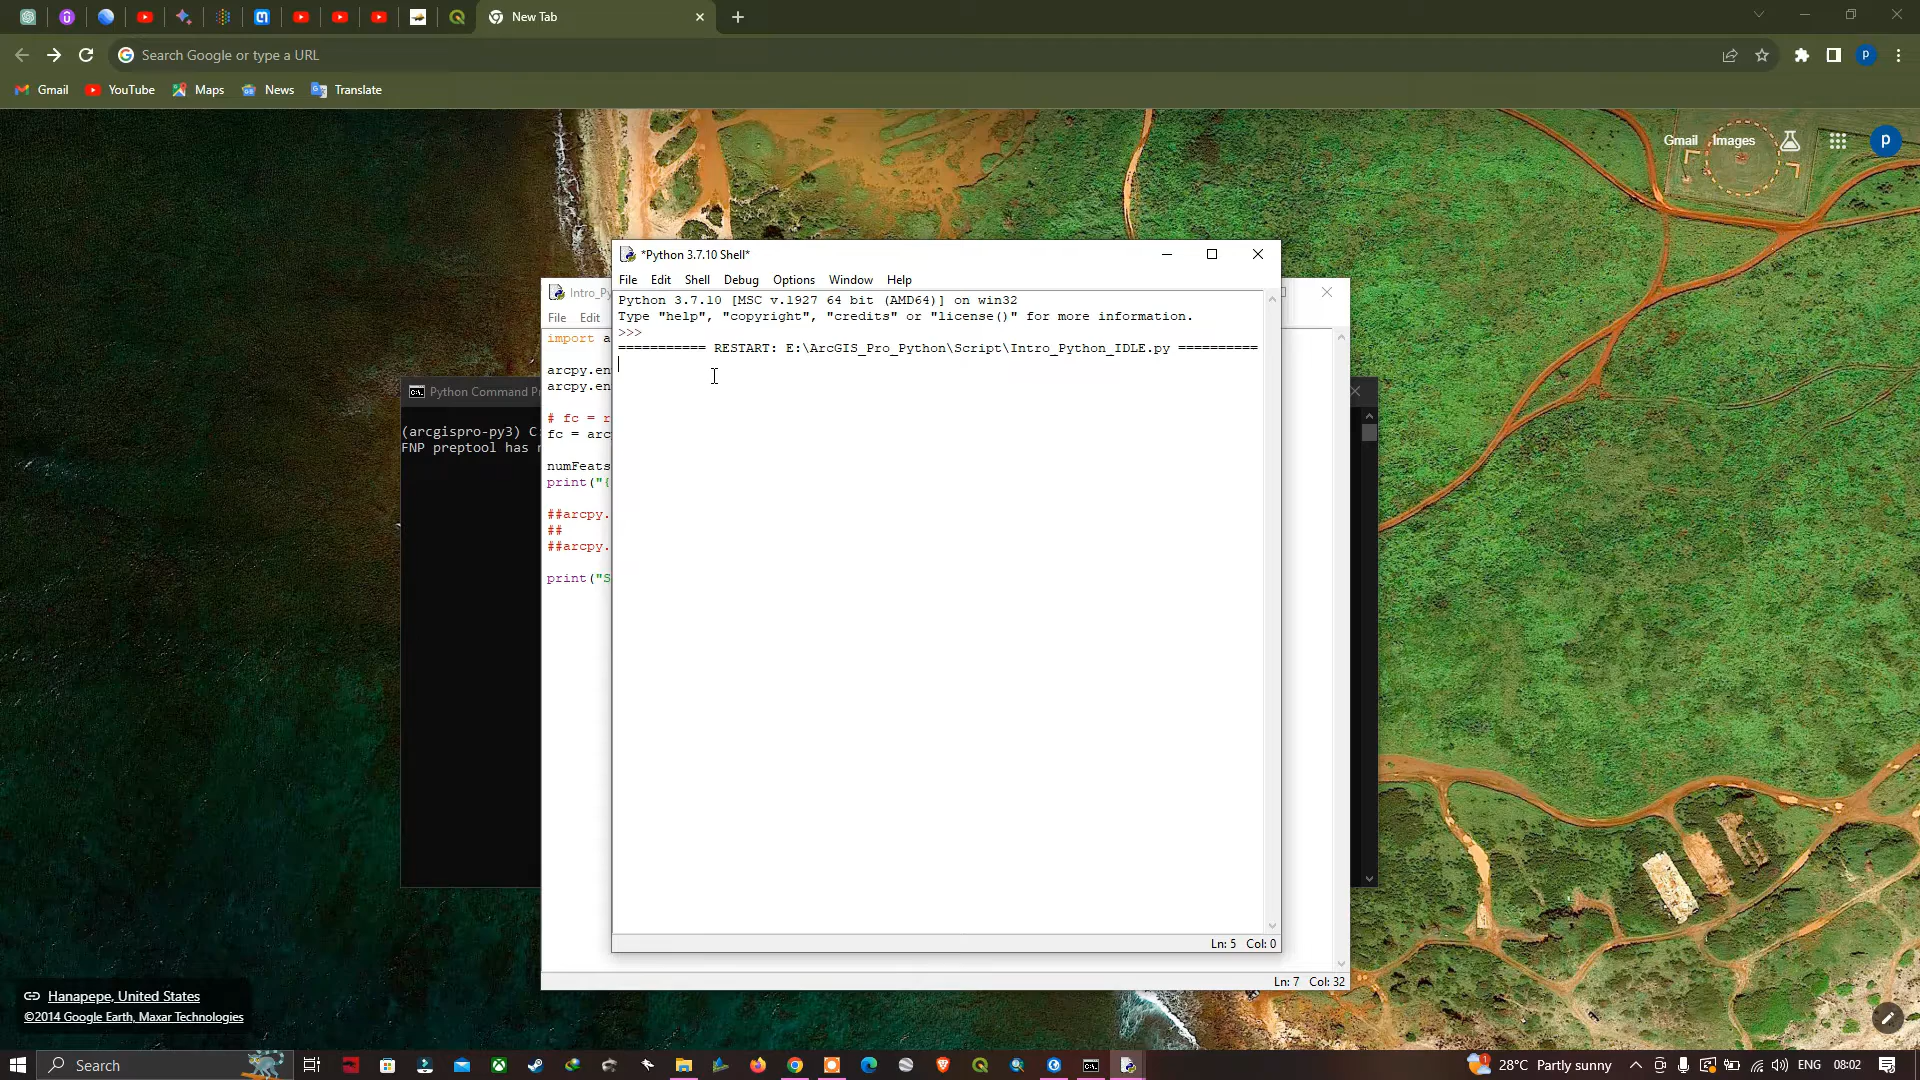 New Tab
Search Google or type a URL
P
Gmail
YouTube
Maps
News
Translate
Gmail
Images
p
*Python 3.7.10 Shell*
File Edit Shell Debug Options Window Help
Python 3.7.10 [MSC v.1927 64 bit (AMD64)] on win32
Type "help", "copyright", "credits" or "license()" for more information.
>>>
=========== RESTART: E:\ArcGIS_Pro_Python\Script\Intro_Python_IDLE.py ==========
Ln: 5 Col: 0
Intro_Py
File Edit
import a
arcpy.en
arcpy.en
# fc = r
fc = arc
numFeats
print("{
##arcpy.
##
##arcpy.
print("S
Ln: 7 Col: 32
Python Command P
(arcgispro-py3) C:
FNP preptool has n
Hanapepe, United States
©2014 Google Earth, Maxar Technologies
Search
1
28°C Partly sunny
ENG
08:02